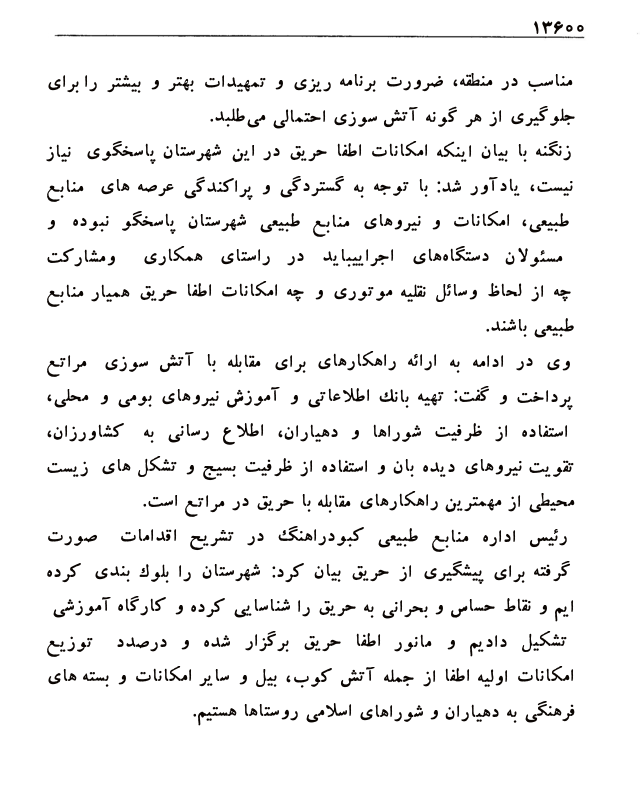 ۱۳۶۰۰
مناسب در منطقه، ضرورت برنامه ریزی و تمهیدات بهتر و بیشتر را برای
جلوگیری از هر گونه آتش سوزی احتمالی می‌طلبد.
زنگنه با بیان اینکه امکانات اطفا حریق در این شهرستان پاسخگوی نیاز
نیست، یادآور شد: با توجه به گستردگی و پراکندگی عرصه های منابع
طبیعی، امکانات و نیروهای منابع طبیعی شهرستان پاسخگو نبوده و
مسئولان دستگاه‌های اجراییباید در راستای همکاری ومشارکت
چه از لحاظ وسائل نقلیه موتوری و چه امکانات اطفا حریق همیار منابع
طبیعی باشند.
وی در ادامه به ارائه راهکارهای برای مقابله با آتش سوزی مراتع
پرداخت و گفت: تهیه بانك اطلاعاتی و آموزش نیروهای بومی و محلی،
استفاده از ظرفیت شوراها و دهیاران، اطلاع رسانی به کشاورزان،
تقویت نیروهای دیده بان و استفاده از ظرفیت بسیج و تشکل های زیست
محیطی از مهمترین راهکارهای مقابله با حریق در مراتع است.
رئیس اداره منابع طبیعی کبودراهنگ در تشریح اقدامات صورت
گرفته برای پیشگیری از حریق بیان کرد: شهرستان را بلوك بندی کرده
ایم و نقاط حساس و بحرانی به حریق را شناسایی کرده و کارگاه آموزشی
تشکیل دادیم و مانور اطفا حریق برگزار شده و درصدد توزیع
امکانات اولیه اطفا از جمله آتش کوب، بیل و سایر امکانات و بسته های
فرهنگی به دهیاران و شوراهای اسلامی روستاها هستیم.